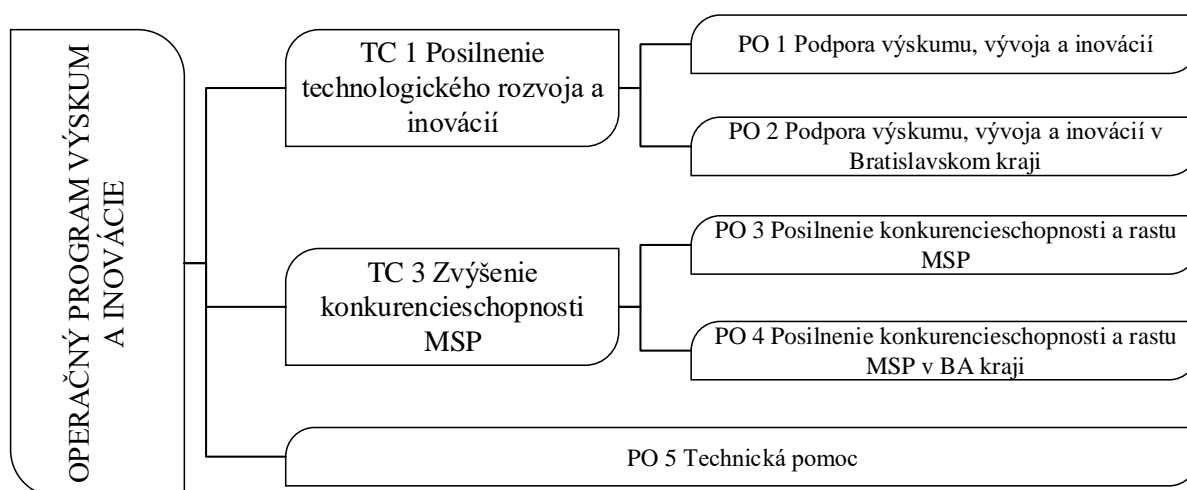 OPERAČNÝ PROGRAM VÝSKUM
A INOVÁCIE
TC 1 Posilnenie
technologického rozvoja a
inovácií
PO 1 Podpora výskumu, vývoja a inovácií
PO 2 Podpora výskumu, vývoja a inovácií v
Bratislavskom kraji
TC 3 Zvýšenie
konkurencieschopnosti
MSP
PO 3 Posilnenie konkurencieschopnosti a rastu
MSP
PO 4 Posilnenie konkurencieschopnosti a rastu
MSP v BA kraji
PO 5 Technická pomoc